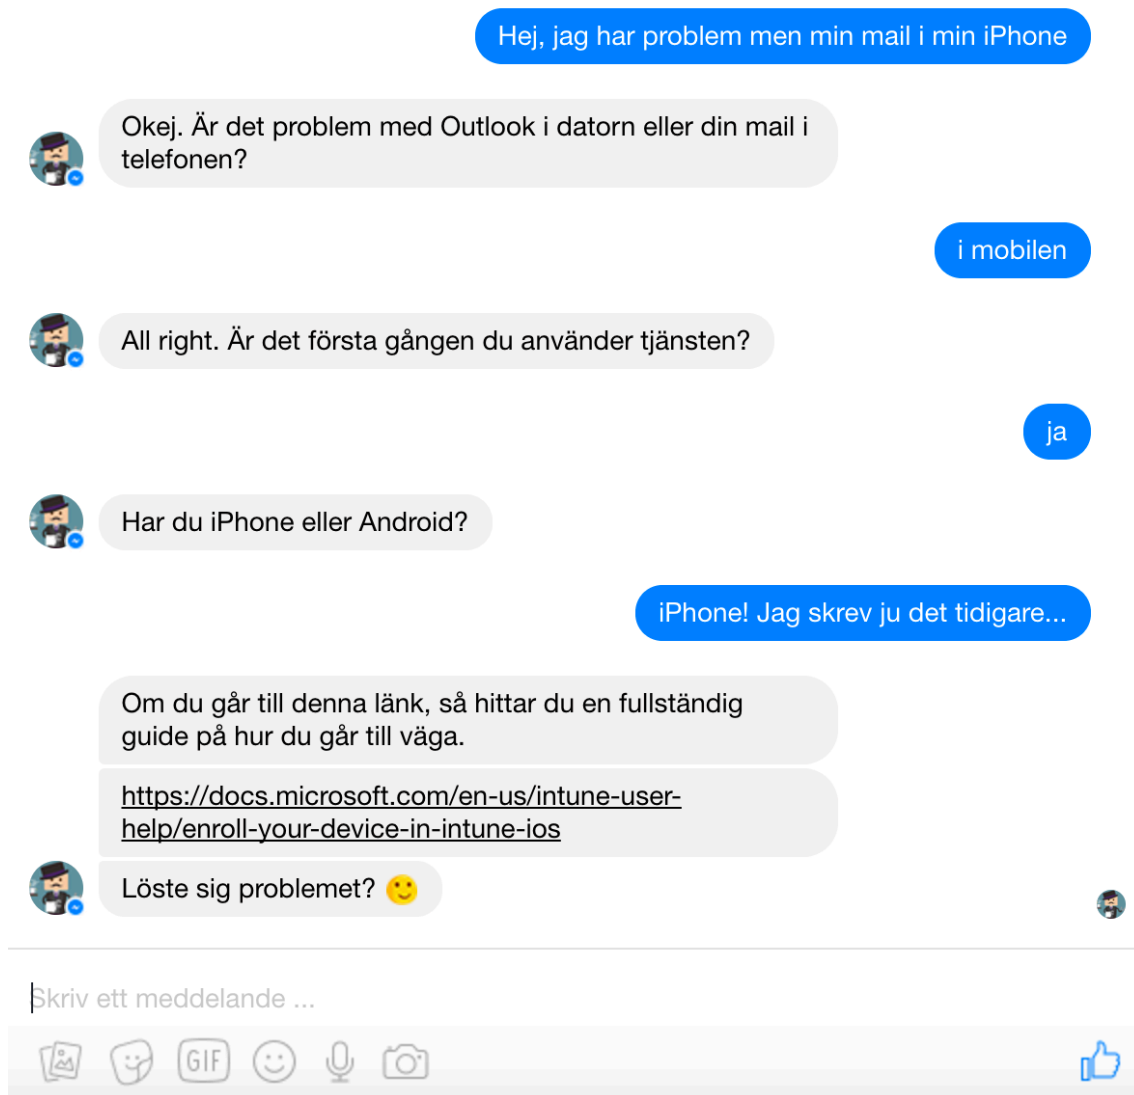 Hej, jag har problem men min mail i min iPhone
Okej. Är det problem med Outlook i datorn eller din mail i
telefonen?
i mobilen
All right. Är det första gången du använder tjänsten?
ja
Har du iPhone eller Android?
iPhone! Jag skrev ju det tidigare...
Om du går till denna länk, så hittar du en fullständig
guide på hur du går till väga.
https://docs.microsoft.com/en-us/intune-user-
help/enroll-your-device-in-intune-ios
Löste sig problemet? 🙂
Skriv ett meddelande ...
GIF